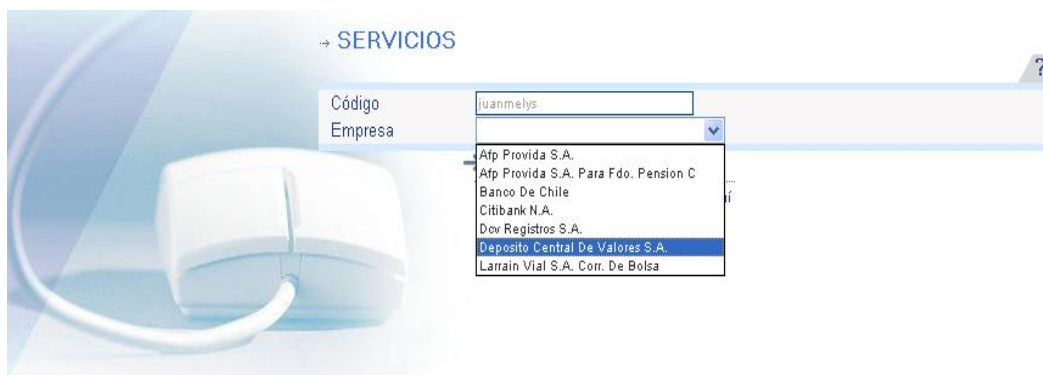 → SERVICIOS
?
Código juanmelys
Empresa
Afp Provida S.A.
Afp Provida S.A. Para Fdo. Pension C
Banco De Chile
Citibank N.A.
Dcv Registros S.A.
Deposito Central De Valores S.A.
Larrain Vial S.A. Corr. De Bolsa